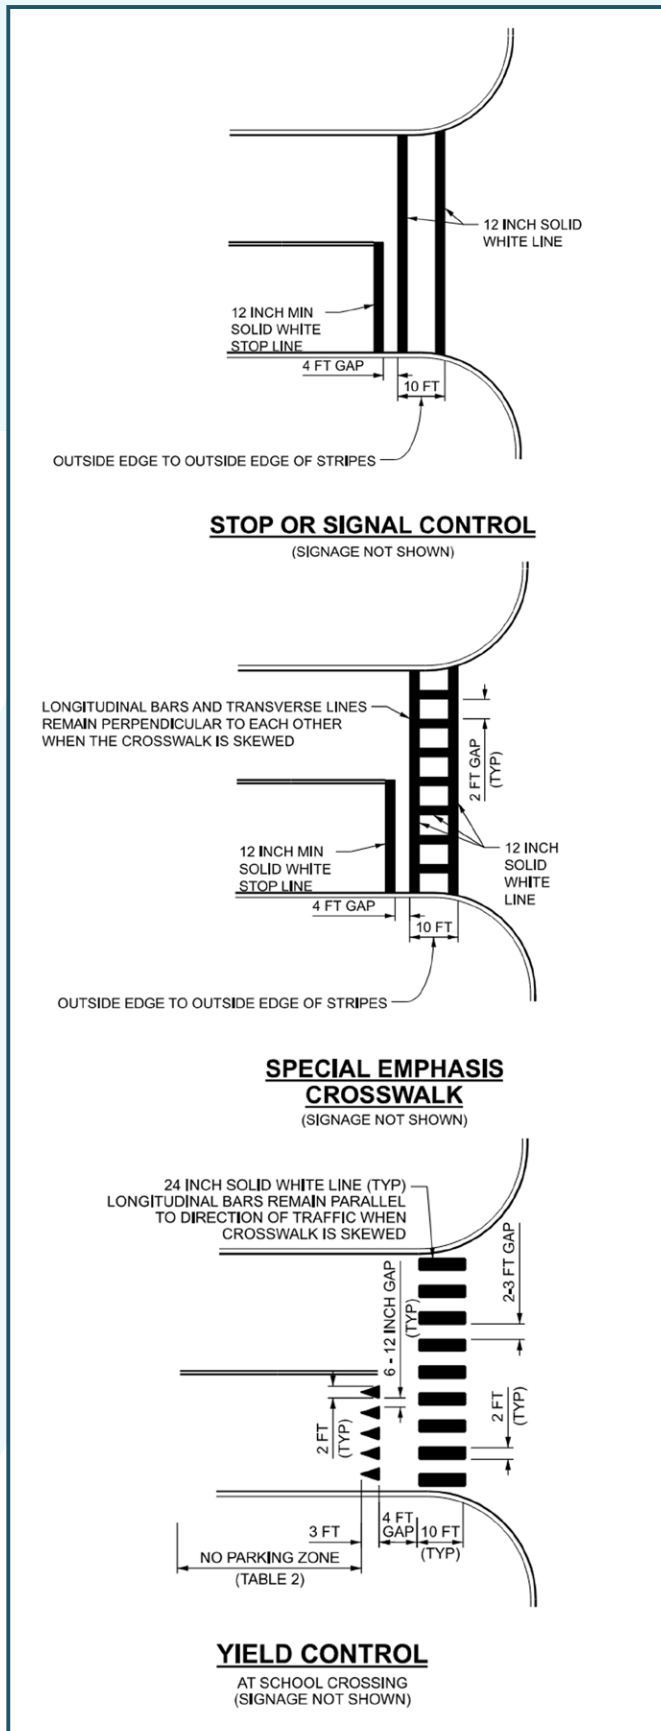 12 INCH SOLID
WHITE LINE
12 INCH MIN
SOLID WHITE
STOP LINE
4 FT GAP
10 FT
OUTSIDE EDGE TO OUTSIDE EDGE OF STRIPES
STOP OR SIGNAL CONTROL
(SIGNAGE NOT SHOWN)
LONGITUDINAL BARS AND TRANSVERSE LINES
REMAIN PERPENDICULAR TO EACH OTHER
WHEN THE CROSSWALK IS SKEWED
2 FT GAP
(TYP)
12 INCH MIN
SOLID WHITE
STOP LINE
12 INCH
SOLID
WHITE
LINE
4 FT GAP
10 FT
OUTSIDE EDGE TO OUTSIDE EDGE OF STRIPES
SPECIAL EMPHASIS
CROSSWALK
(SIGNAGE NOT SHOWN)
24 INCH SOLID WHITE LINE (TYP)
LONGITUDINAL BARS REMAIN PARALLEL
TO DIRECTION OF TRAFFIC WHEN
CROSSWALK IS SKEWED
6 - 12 INCH GAP
(TYP)
2-3 FT GAP
2 FT
(TYP)
2 FT
(TYP)
3 FT
4 FT
GAP
10 FT
(TYP)
NO PARKING ZONE
(TABLE 2)
YIELD CONTROL
AT SCHOOL CROSSING
(SIGNAGE NOT SHOWN)